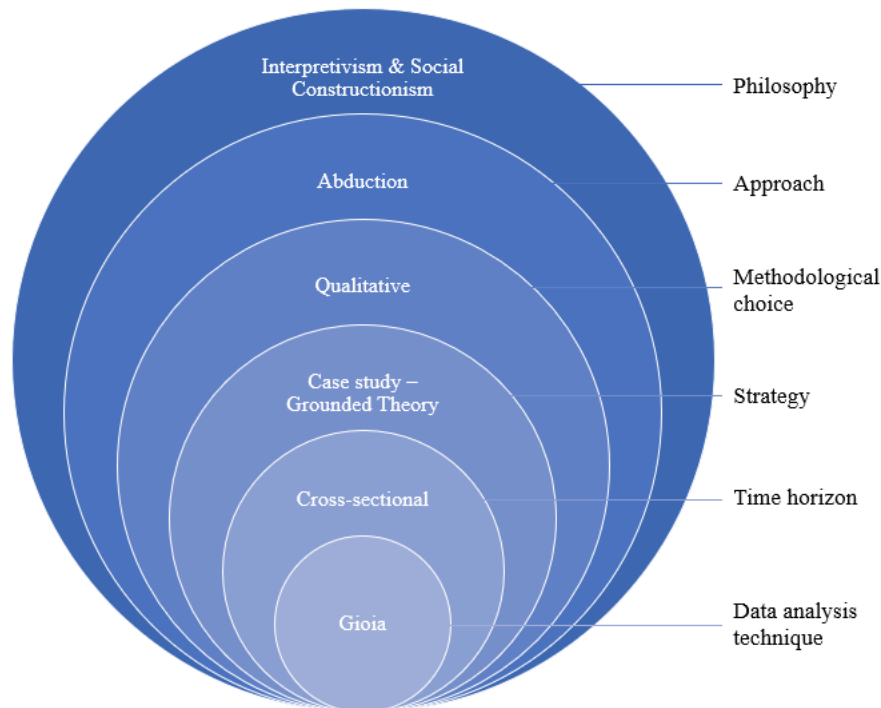 Interpretivism & Social
Constructionism
Philosophy
Abduction
Approach
Qualitative
Methodological
choice
Case study –
Grounded Theory
Strategy
Cross-sectional
Time horizon
Gioia
Data analysis
technique